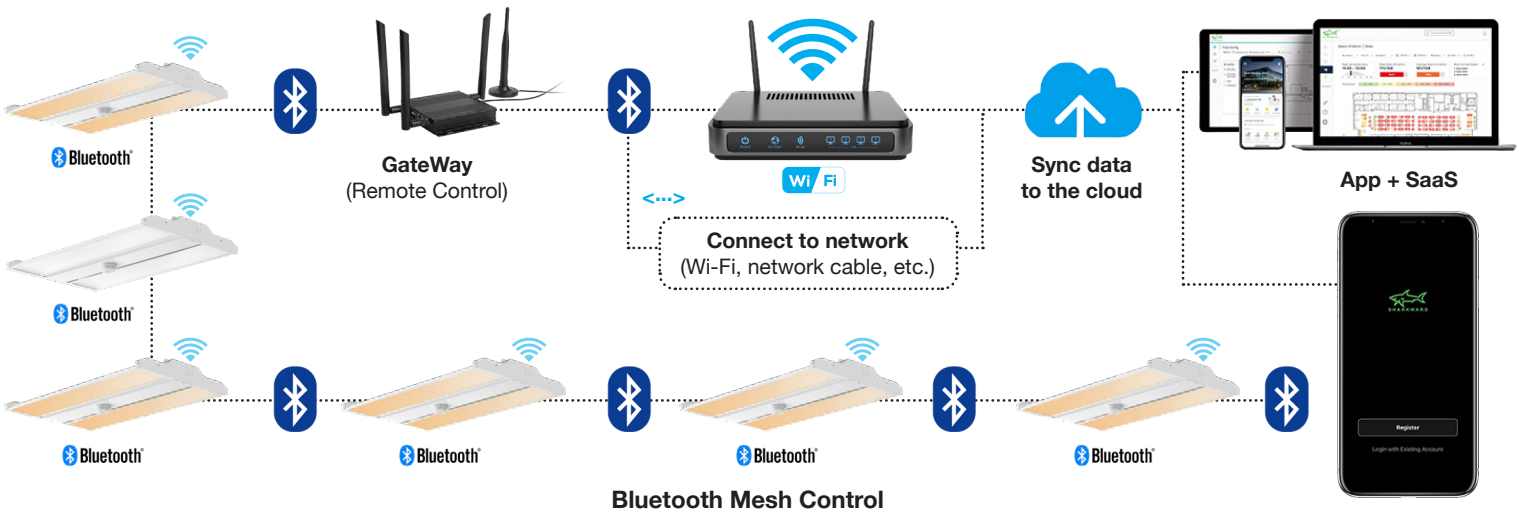 Bluetooth®
GateWay
(Remote Control)
Wi Fi
<···>
Connect to network
(Wi-Fi, network cable, etc.)
Sync data
to the cloud
App + SaaS
Bluetooth®
SHARKWARD
Register
Login with Existing Account
Bluetooth®
Bluetooth®
Bluetooth®
Bluetooth®
Bluetooth Mesh Control